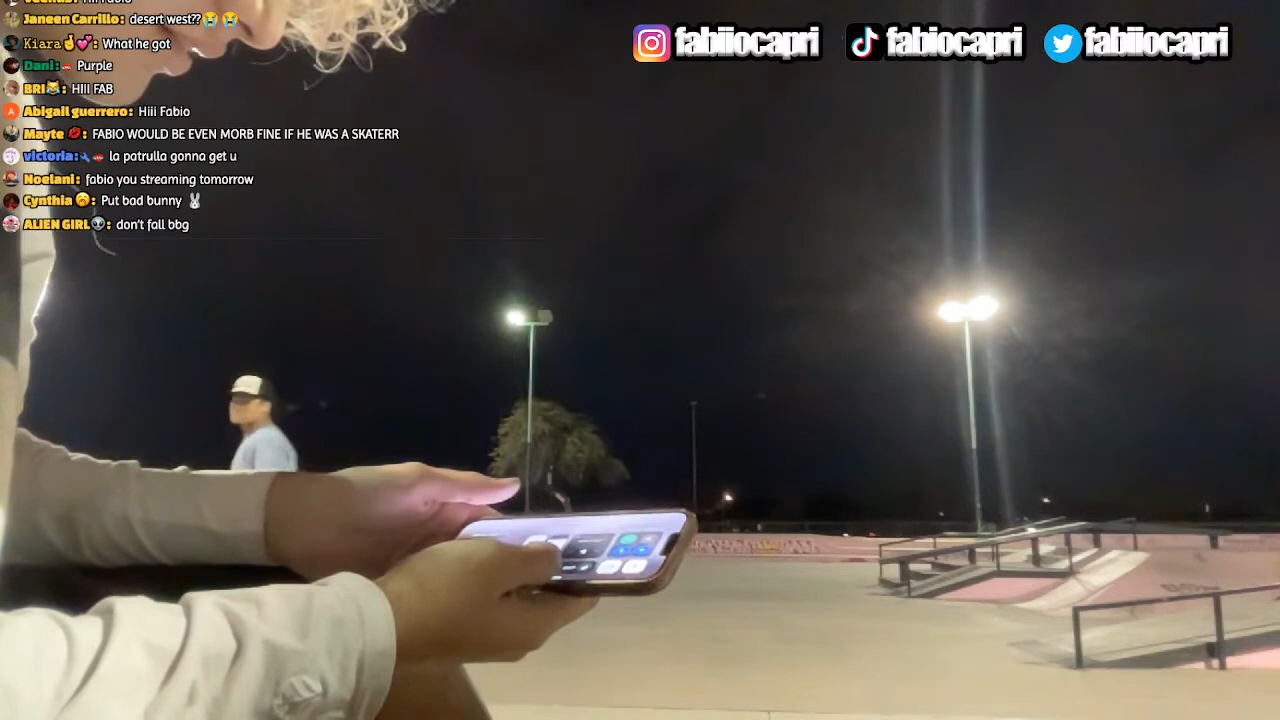 Janeen Carrillo: desert west??😭😭
Kiara🤞💕: What he got
Dani: Purple
BRI😹: HIII FAB
Abigail guerrero: Hiii Fabio
Mayte 💋: FABIO WOULD BE EVEN MORB FINE IF HE WAS A SKATERR
victoria: la patrulla gonna get u
Noelani: fabio you streaming tomorrow
Cynthia 🙃: Put bad bunny 🐰
ALIEN GIRL👽: don't fall bbg
fabiiocapri
fabiocapri
fabiiocapri